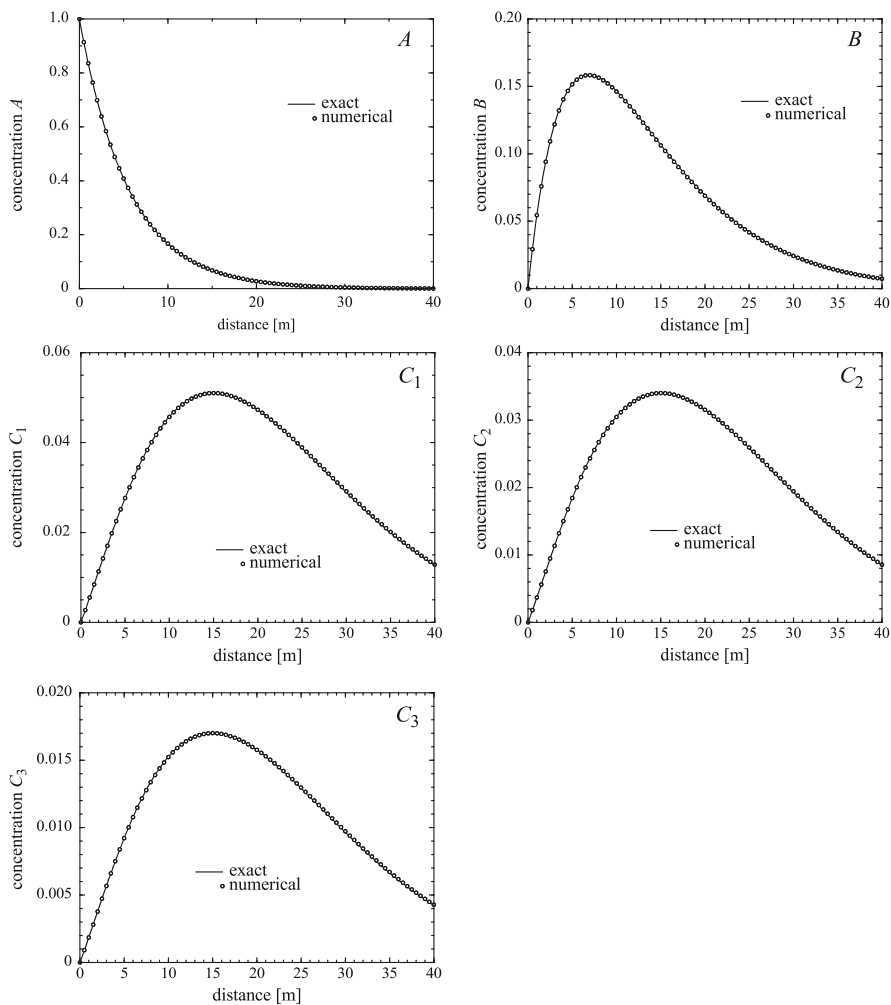 A
concentration A
1.0
0.8
0.6
0.4
0.2
0
exact
numerical
0 10 20 30 40
distance [m]
B
concentration B
0.20
0.15
0.10
0.05
0
exact
numerical
0 5 10 15 20 25 30 35 40
distance [m]
C1
concentration C1
0.06
0.04
0.02
0
exact
numerical
0 5 10 15 20 25 30 35 40
distance [m]
C2
concentration C2
0.04
0.03
0.02
0.01
0
exact
numerical
0 5 10 15 20 25 30 35 40
distance [m]
C3
concentration C3
0.020
0.015
0.010
0.005
0
exact
numerical
0 5 10 15 20 25 30 35 40
distance [m]